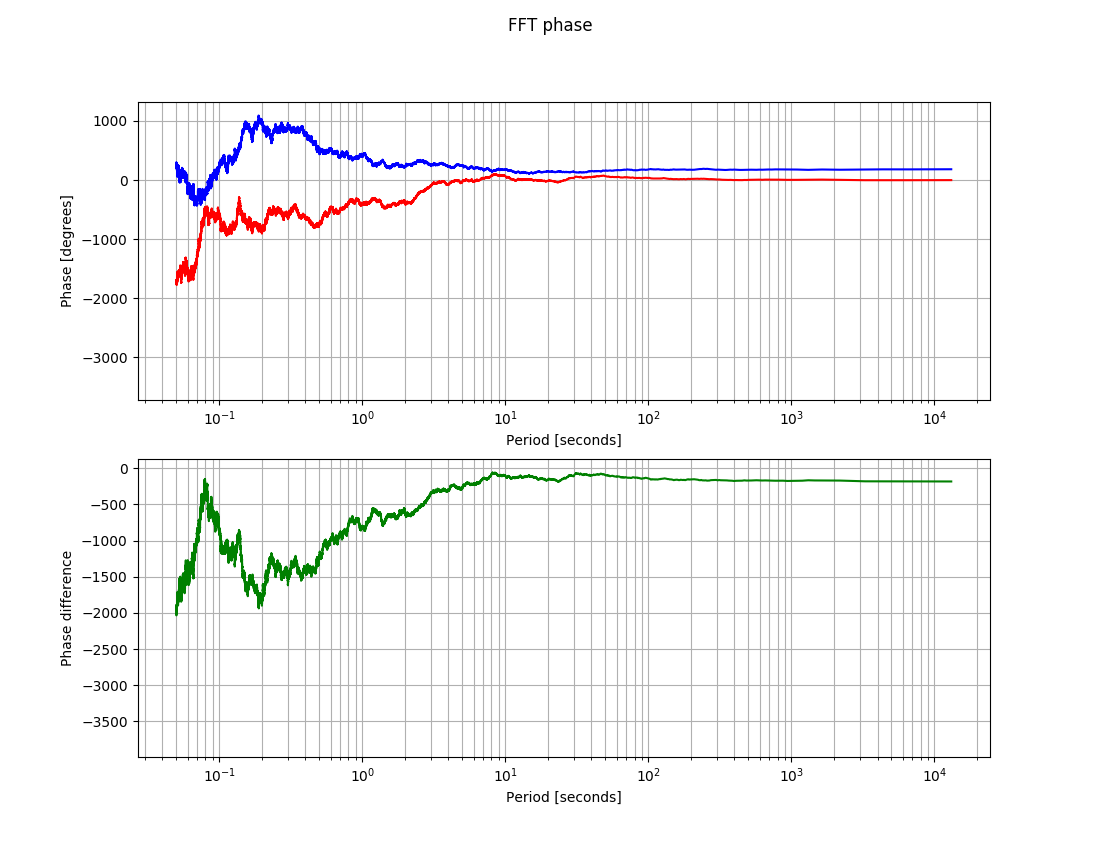 FFT phase
Phase [degrees]
1000
0
−1000
−2000
−3000
10⁻¹ 10⁰ 10¹ 10² 10³ 10⁴
Period [seconds]
Phase difference
0
−500
−1000
−1500
−2000
−2500
−3000
−3500
10⁻¹ 10⁰ 10¹ 10² 10³ 10⁴
Period [seconds]